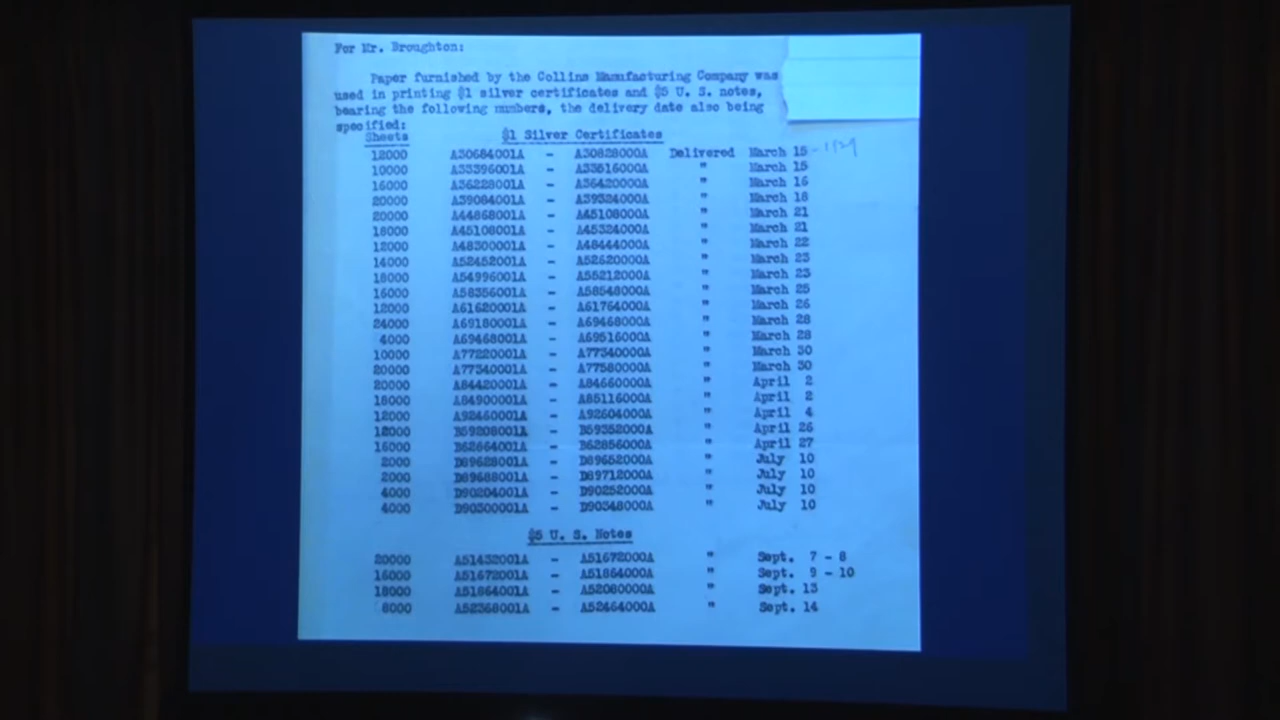 For Mr. Broughton:
Paper furnished by the Collins Manufacturing Company was
used in printing $1 silver certificates and $5 U. S. notes,
bearing the following numbers, the delivery date also being
specified:
Sheets $1 Silver Certificates
12000 A30684001A - A30828000A Delivered March 15 - 1929
10000 A33396001A - A33516000A " March 15
16000 A36228001A - A36420000A " March 16
20000 A39084001A - A39324000A " March 18
20000 A44868001A - A45108000A " March 21
18000 A45108001A - A45324000A " March 21
12000 A48300001A - A48444000A " March 22
14000 A52452001A - A52620000A " March 23
18000 A54996001A - A55212000A " March 23
16000 A58356001A - A58548000A " March 25
12000 A61620001A - A61764000A " March 26
24000 A69180001A - A69468000A " March 28
4000 A69468001A - A69516000A " March 28
10000 A77220001A - A77340000A " March 30
20000 A77340001A - A77580000A " March 30
20000 A84420001A - A84660000A " April 2
18000 A84900001A - A85116000A " April 2
12000 A92460001A - A92604000A " April 4
12000 B59208001A - B59352000A " April 26
16000 B62664001A - B62856000A " April 27
2000 D89628001A - D89652000A " July 10
2000 D89688001A - D89712000A " July 10
4000 D90204001A - D90252000A " July 10
4000 D90300001A - D90348000A " July 10
$5 U. S. Notes
20000 A51432001A - A51672000A " Sept. 7 - 8
16000 A51672001A - A51864000A " Sept. 9 - 10
18000 A51864001A - A52080000A " Sept. 13
8000 A52368001A - A52464000A " Sept. 14